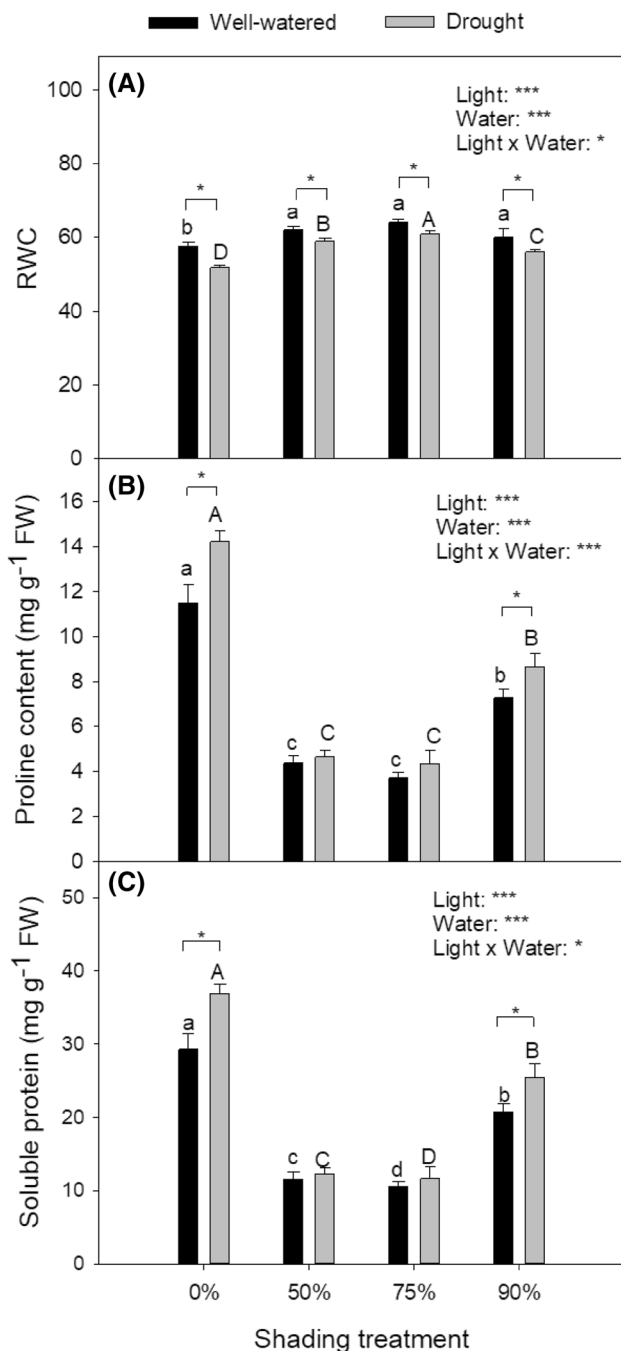 Well-watered Drought
(A)
Light: ***
Water: ***
Light x Water: *
100
80
60
40
20
0
RWC
* * * *
b D a B a A a C
(B)
Light: ***
Water: ***
Light x Water: ***
16
14
12
10
8
6
4
2
0
Proline content (mg g⁻¹ FW)
* *
a A c C c C b B
(C)
Light: ***
Water: ***
Light x Water: *
50
40
30
20
10
0
Soluble protein (mg g⁻¹ FW)
* *
a A c C d D b B
0% 50% 75% 90%
Shading treatment